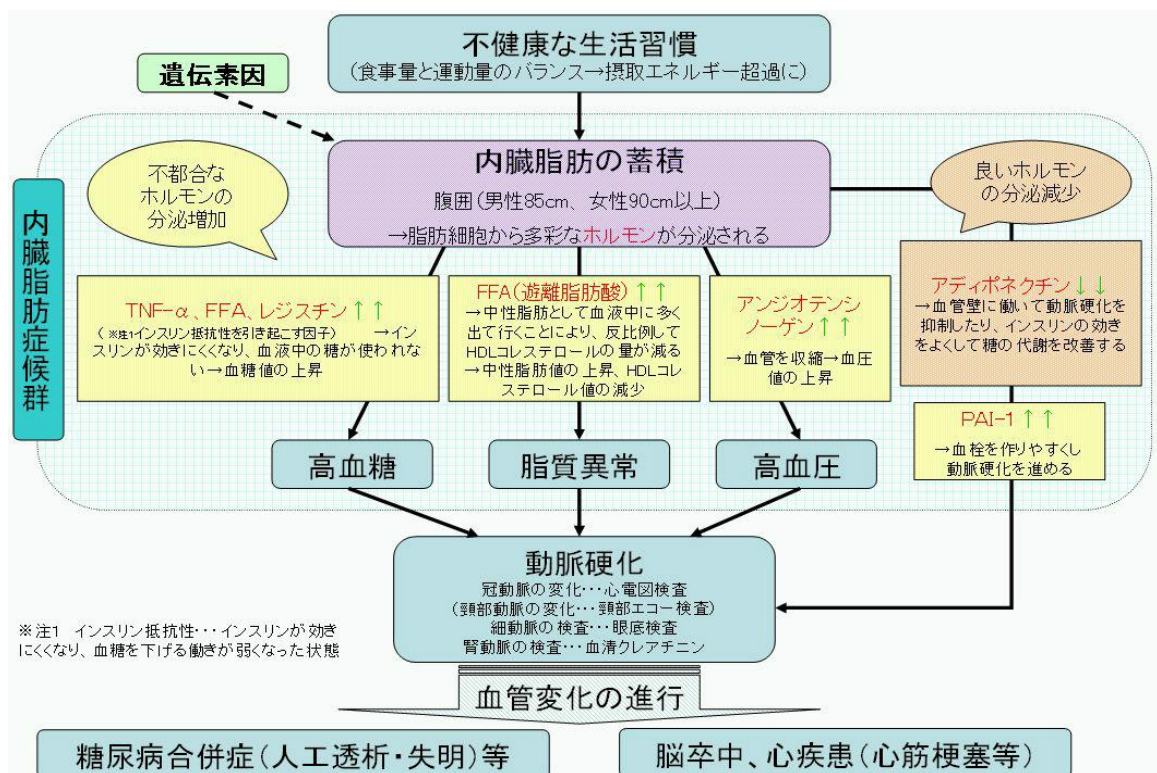 不健康な生活習慣
(食事量と運動量のバランス→摂取エネルギー超過に)
遺伝素因
内臓脂肪症候群
不都合な
ホルモンの
分泌増加
内臓脂肪の蓄積
腹囲(男性85cm、女性90cm以上)
→脂肪細胞から多彩なホルモンが分泌される
良いホルモン
の分泌減少
TNF-α、FFA、レジスチン↑↑
(※注1インスリン抵抗性を引き起こす因子) →イン
スリンが効きにくくなり、血液中の糖が使われな
い→血糖値の上昇
FFA(遊離脂肪酸)↑↑
→中性脂肪として血液中に多く
出て行くことにより、反比例して
HDLコレステロールの量が減る
→中性脂肪値の上昇、HDLコレ
ステロール値の減少
アンジオテンシ
ノーゲン↑↑
→血管を収縮→血圧
値の上昇
アディポネクチン↓↓
→血管壁に働いて動脈硬化を
抑制したり、インスリンの効き
をよくして糖の代謝を改善する
PAI-1↑↑
→血栓を作りやすくし
動脈硬化を進める
高血糖
脂質異常
高血圧
動脈硬化
冠動脈の変化・・・心電図検査
(頸部動脈の変化・・・頸部エコー検査)
細動脈の検査・・・眼底検査
腎動脈の検査・・・血清クレアチニン
※注1 インスリン抵抗性・・・インスリンが効き
にくくなり、血糖を下げる働きが弱くなった状態
血管変化の進行
糖尿病合併症(人工透析・失明)等
脳卒中、心疾患(心筋梗塞等)